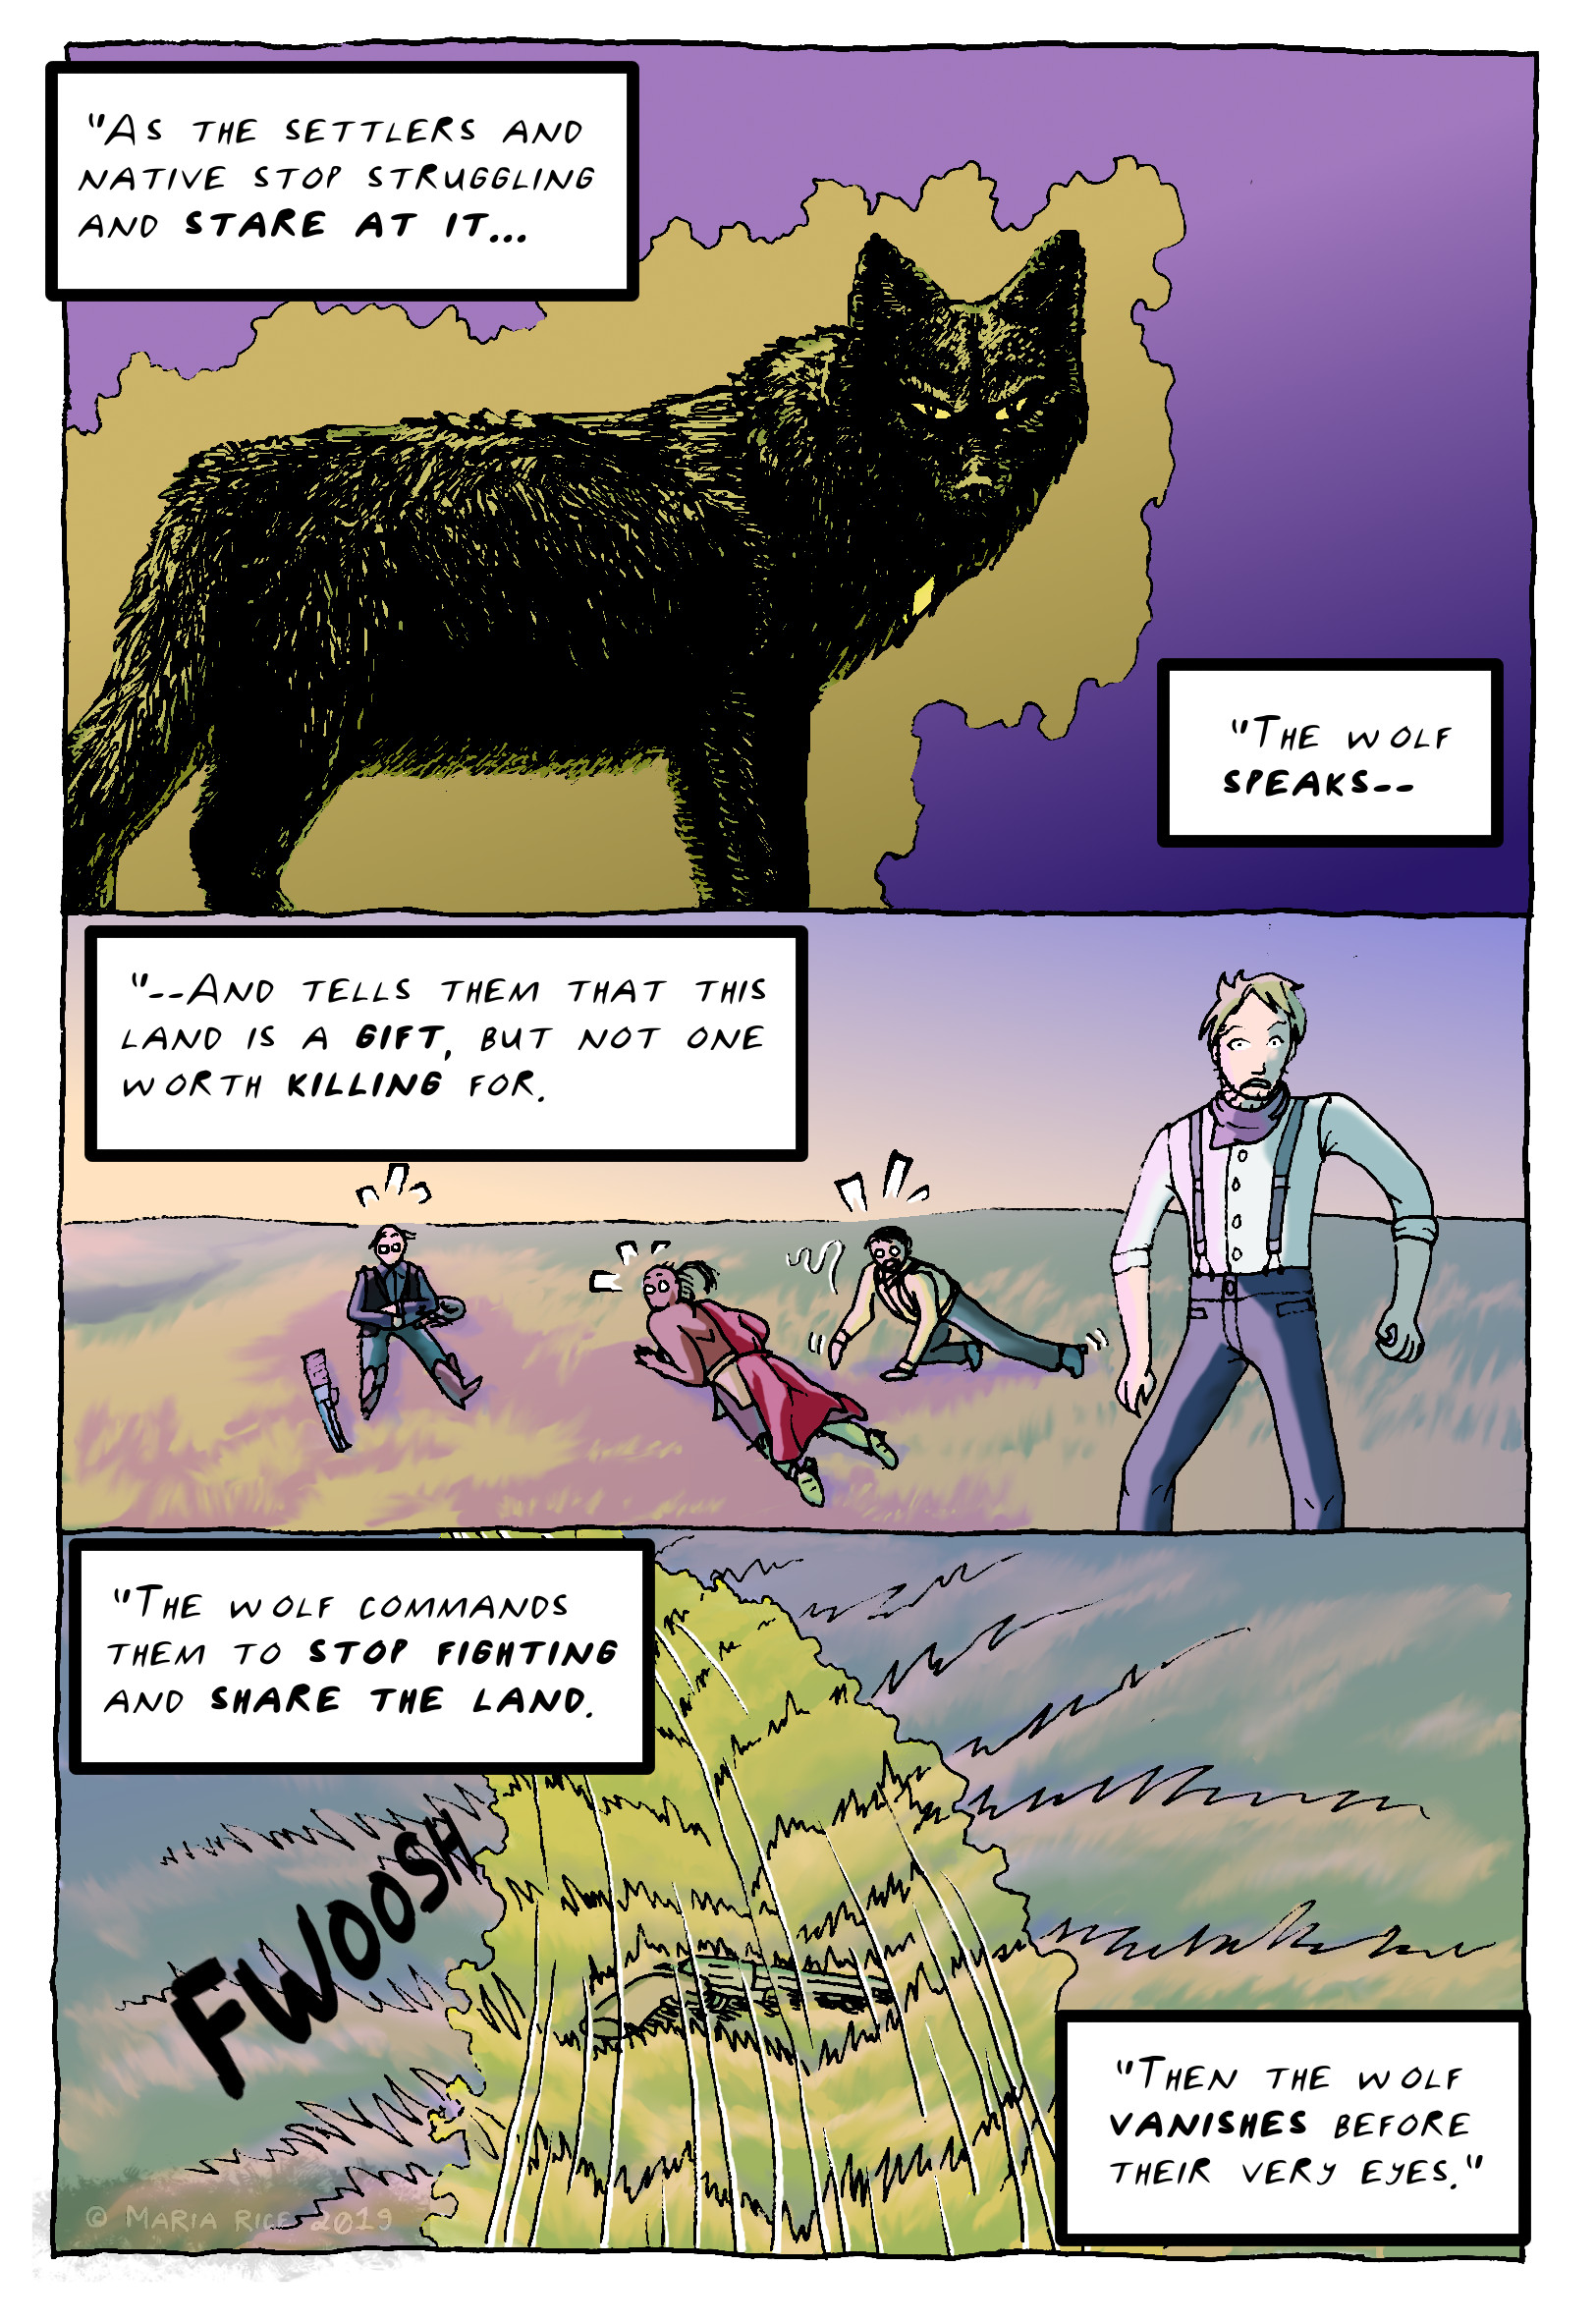 "As the settlers and
native stop struggling
and stare at it...
"The wolf
speaks--
"--And tells them that this
land is a gift, but not one
worth killing for.
"The wolf commands
them to stop fighting
and share the land.
FWOOSH
"Then the wolf
vanishes before
their very eyes."
© Maria Rice 2019